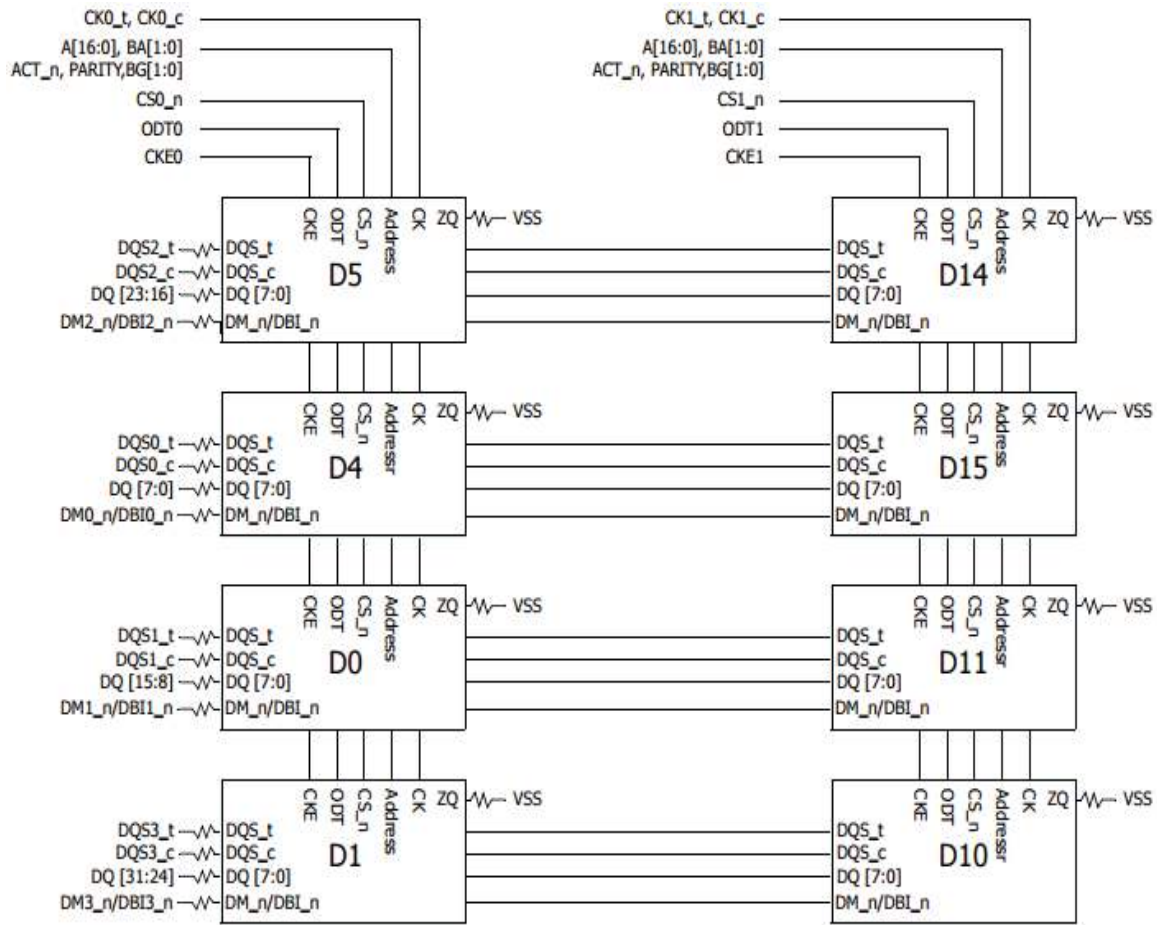 CK0_t, CK0_c
A[16:0], BA[1:0]
ACT_n, PARITY,BG[1:0]
CS0_n
ODT0
CKE0
CK1_t, CK1_c
A[16:0], BA[1:0]
ACT_n, PARITY,BG[1:0]
CS1_n
ODT1
CKE1
CKE
ODT
CS_n
Address
CK
ZQ
VSS
DQS2_t
DQS2_c
DQ [23:16]
DM2_n/DBI2_n
DQS_t
DQS_c
DQ [7:0]
DM_n/DBI_n
D5
CKE
ODT
CS_n
Address
CK
ZQ
VSS
DQS_t
DQS_c
DQ [7:0]
DM_n/DBI_n
D14
CKE
ODT
CS_n
Addressr
CK
ZQ
VSS
DQS0_t
DQS0_c
DQ [7:0]
DM0_n/DBI0_n
DQS_t
DQS_c
DQ [7:0]
DM_n/DBI_n
D4
CKE
ODT
CS_n
Address
CK
ZQ
VSS
DQS_t
DQS_c
DQ [7:0]
DM_n/DBI_n
D15
CKE
ODT
CS_n
Address
CK
ZQ
VSS
DQS1_t
DQS1_c
DQ [15:8]
DM1_n/DBI1_n
DQS_t
DQS_c
DQ [7:0]
DM_n/DBI_n
D0
CKE
ODT
CS_n
Addressr
CK
ZQ
VSS
DQS_t
DQS_c
DQ [7:0]
DM_n/DBI_n
D11
CKE
ODT
CS_n
Address
CK
ZQ
VSS
DQS3_t
DQS3_c
DQ [31:24]
DM3_n/DBI3_n
DQS_t
DQS_c
DQ [7:0]
DM_n/DBI_n
D1
CKE
ODT
CS_n
Addressr
CK
ZQ
VSS
DQS_t
DQS_c
DQ [7:0]
DM_n/DBI_n
D10